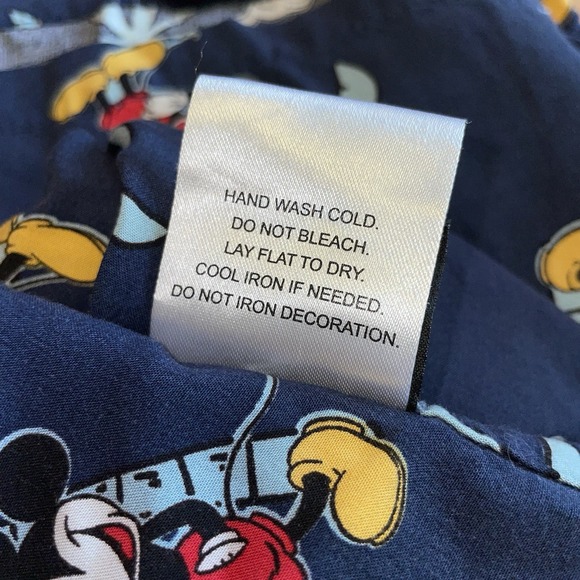 HAND WASH COLD.
DO NOT BLEACH.
LAY FLAT TO DRY.
COOL IRON IF NEEDED.
DO NOT IRON DECORATION.